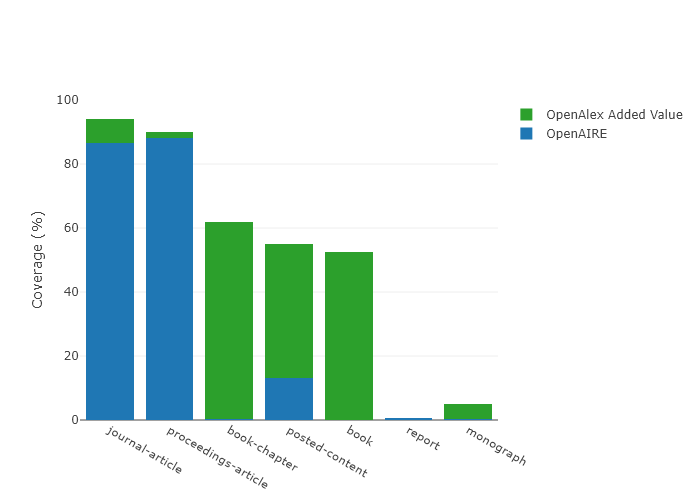 100
80
60
40
20
0
Coverage (%)
journal-article
proceedings-article
book-chapter
posted-content
book
report
monograph
OpenAlex Added Value
OpenAIRE